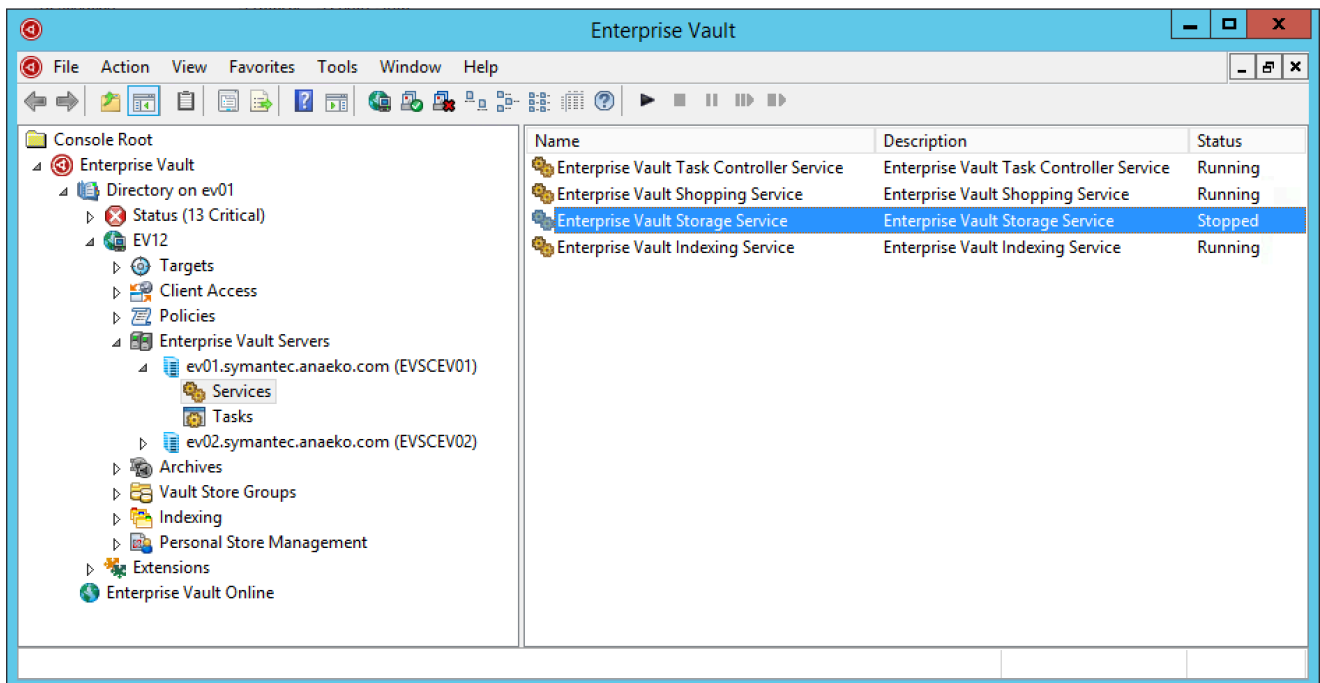 Enterprise Vault
File Action View Favorites Tools Window Help
Console Root
Enterprise Vault
Directory on ev01
Status (13 Critical)
EV12
Targets
Client Access
Policies
Enterprise Vault Servers
ev01.symantec.anaeko.com (EVSCEV01)
Services
Tasks
ev02.symantec.anaeko.com (EVSCEV02)
Archives
Vault Store Groups
Indexing
Personal Store Management
Extensions
Enterprise Vault Online
Name Description Status
Enterprise Vault Task Controller Service Enterprise Vault Task Controller Service Running
Enterprise Vault Shopping Service Enterprise Vault Shopping Service Running
Enterprise Vault Storage Service Enterprise Vault Storage Service Stopped
Enterprise Vault Indexing Service Enterprise Vault Indexing Service Running